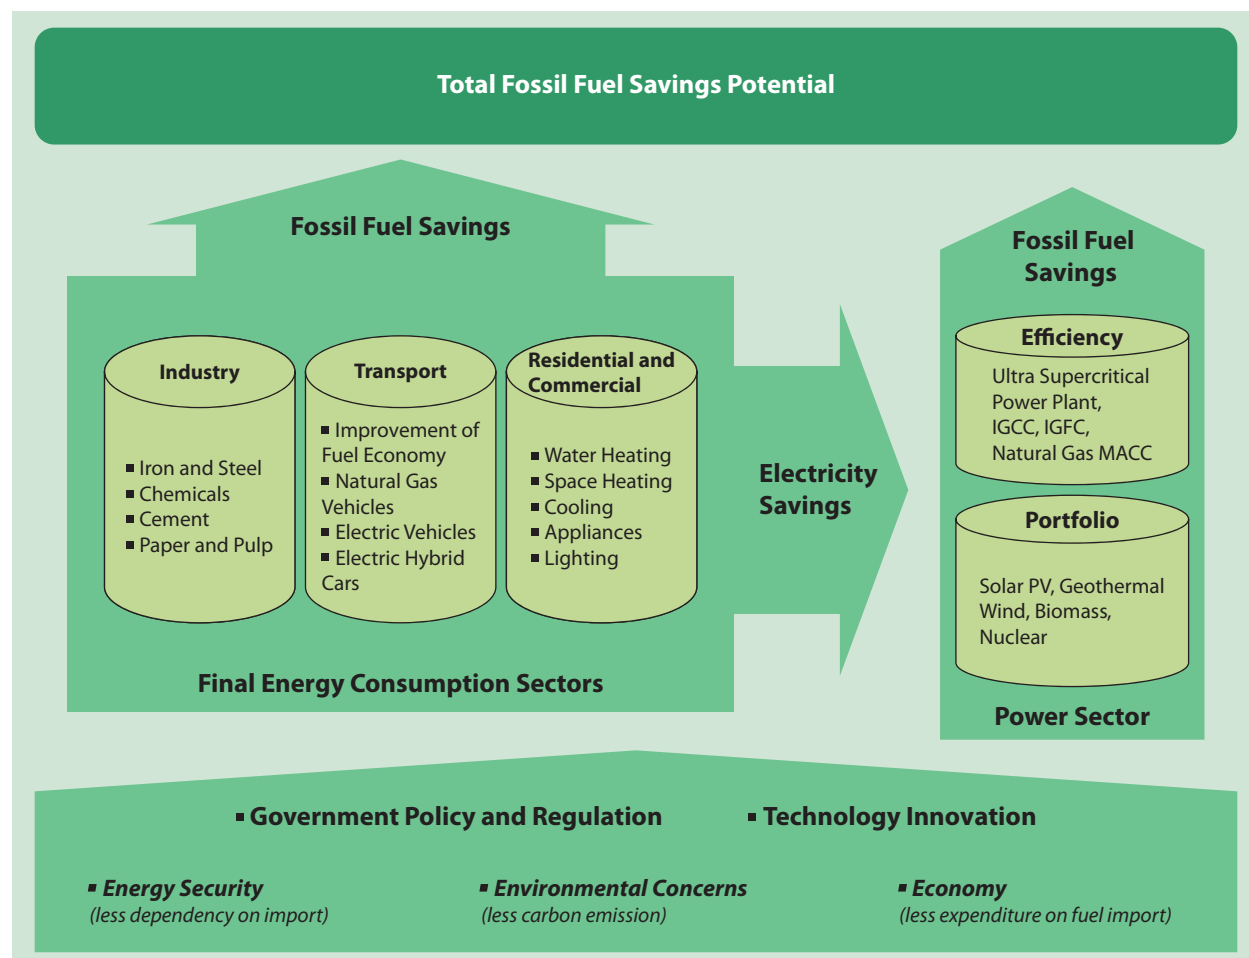 Total Fossil Fuel Savings Potential
Fossil Fuel Savings
Industry
■ Iron and Steel
■ Chemicals
■ Cement
■ Paper and Pulp
Transport
■ Improvement of
Fuel Economy
■ Natural Gas
Vehicles
■ Electric Vehicles
■ Electric Hybrid
Cars
Residential and
Commercial
■ Water Heating
■ Space Heating
■ Cooling
■ Appliances
■ Lighting
Final Energy Consumption Sectors
Electricity
Savings
Fossil Fuel
Savings
Efficiency
Ultra Supercritical
Power Plant,
IGCC, IGFC,
Natural Gas MACC
Portfolio
Solar PV, Geothermal
Wind, Biomass,
Nuclear
Power Sector
■ Government Policy and Regulation
■ Technology Innovation
■ Energy Security
(less dependency on import)
■ Environmental Concerns
(less carbon emission)
■ Economy
(less expenditure on fuel import)